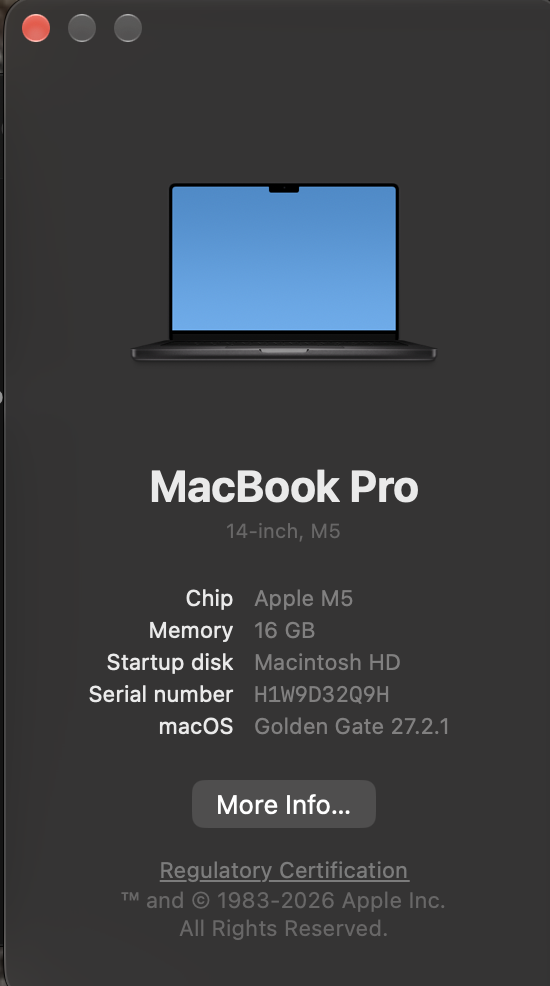 MacBook Pro
14-inch, M5
Chip Apple M5
Memory 16 GB
Startup disk Macintosh HD
Serial number H1W9D32Q9H
macOS Golden Gate 27.2.1
More Info...
Regulatory Certification
™ and © 1983-2026 Apple Inc.
All Rights Reserved.